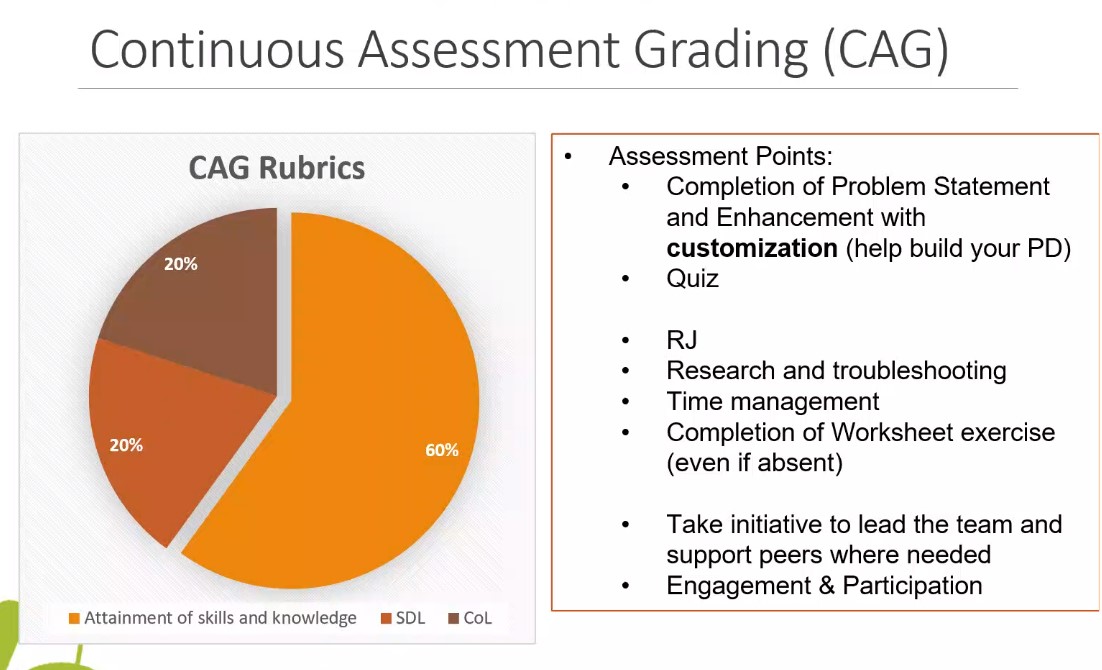 Continuous Assessment Grading (CAG)
CAG Rubrics
20%
20%
60%
Attainment of skills and knowledge SDL CoL
• Assessment Points:
• Completion of Problem Statement
and Enhancement with
customization (help build your PD)
• Quiz
• RJ
• Research and troubleshooting
• Time management
• Completion of Worksheet exercise
(even if absent)
• Take initiative to lead the team and
support peers where needed
• Engagement & Participation